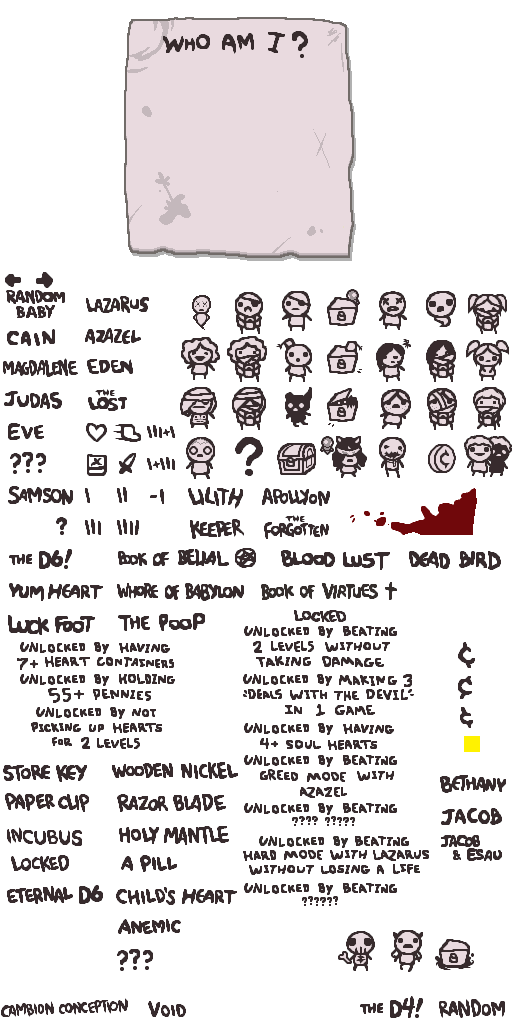 WHO AM I?
RANDOM
BABY
LAZARUS
CAIN
AZAZEL
MAGDALENE
EDEN
JUDAS
THE
LOST
EVE
III+I
???
I+III
?
SAMSON
I
II
-I
LILITH
APOLLYON
?
III
IIII
KEEPER
THE
FORGOTTEN
THE D6!
BOOK OF BELIAL
BLOOD LUST
DEAD BIRD
YUM HEART
WHORE OF BABYLON
BOOK OF VIRTUES
LUCK FOOT
THE POOP
UNLOCKED BY HAVING
7+ HEART CONTAINERS
UNLOCKED BY HOLDING
55+ PENNIES
UNLOCKED BY NOT
PICKING UP HEARTS
FOR 2 LEVELS
LOCKED
UNLOCKED BY BEATING
2 LEVELS WITHOUT
TAKING DAMAGE
UNLOCKED BY MAKING 3
"DEALS WITH THE DEVIL"
IN 1 GAME
UNLOCKED BY HAVING
4+ SOUL HEARTS
UNLOCKED BY BEATING
GREED MODE WITH
AZAZEL
UNLOCKED BY BEATING
???? ?????
UNLOCKED BY BEATING
HARD MODE WITH LAZARUS
WITHOUT LOSING A LIFE
UNLOCKED BY BEATING
??????
¢
¢
¢
STORE KEY
WOODEN NICKEL
PAPER CLIP
RAZOR BLADE
INCUBUS
HOLY MANTLE
LOCKED
A PILL
ETERNAL D6
CHILD'S HEART
ANEMIC
???
BETHANY
JACOB
JACOB
& ESAU
CAMBION CONCEPTION
VOID
THE D4!
RANDOM